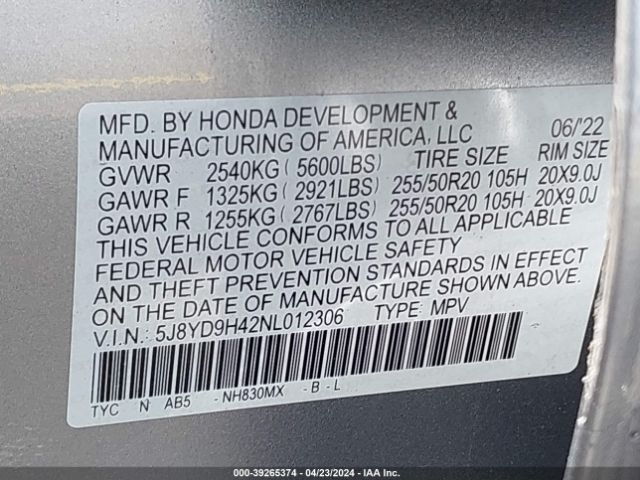 MFD. BY HONDA DEVELOPMENT &
MANUFACTURING OF AMERICA, LLC 06/'22
GVWR 2540KG (5600LBS) TIRE SIZE RIM SIZE
GAWR F 1325KG (2921LBS) 255/50R20 105H 20X9.0J
GAWR R 1255KG (2767LBS) 255/50R20 105H 20X9.0J
THIS VEHICLE CONFORMS TO ALL APPLICABLE
FEDERAL MOTOR VEHICLE SAFETY
AND THEFT PREVENTION STANDARDS IN EFFECT
ON THE DATE OF MANUFACTURE SHOWN ABOVE.
V.I.N.: 5J8YD9H42NL012306 TYPE: MPV
TYC N AB5 -NH830MX -B-L
000-39265374 | 04/23/2024 - IAA Inc.